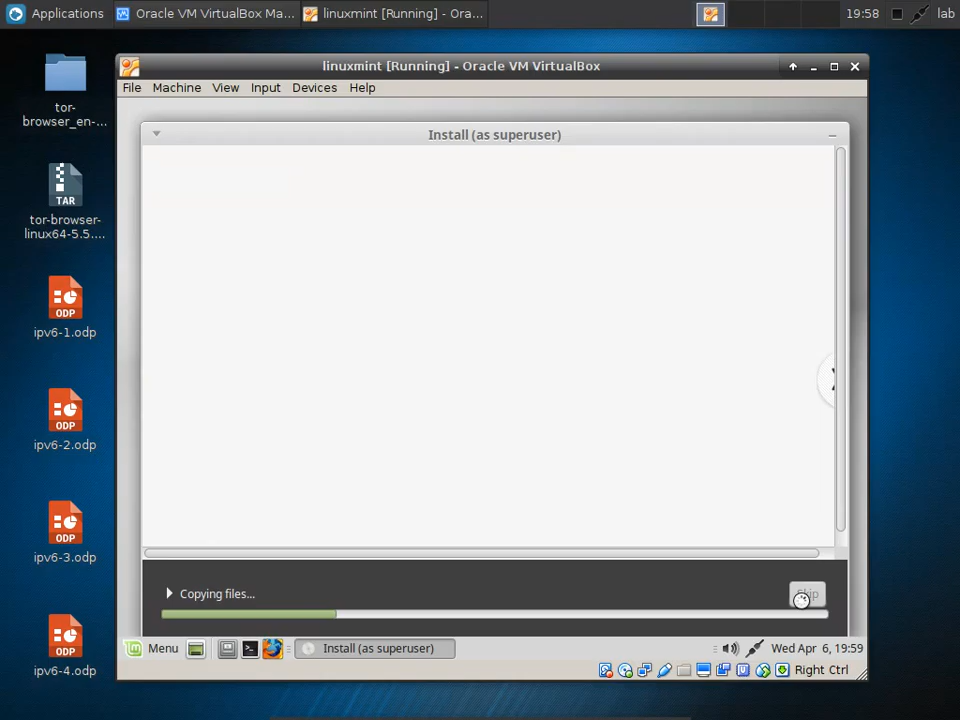 Applications
Oracle VM VirtualBox Ma...
linuxmint [Running] - Ora...
19:58
lab
tor-
browser_en-...
TAR
tor-browser-
linux64-5.5....
ODP
ipv6-1.odp
ODP
ipv6-2.odp
ODP
ipv6-3.odp
ODP
ipv6-4.odp
linuxmint [Running] - Oracle VM VirtualBox
File Machine View Input Devices Help
Install (as superuser)
Copying files...
Skip
Menu
Install (as superuser)
Wed Apr 6, 19:59
Right Ctrl